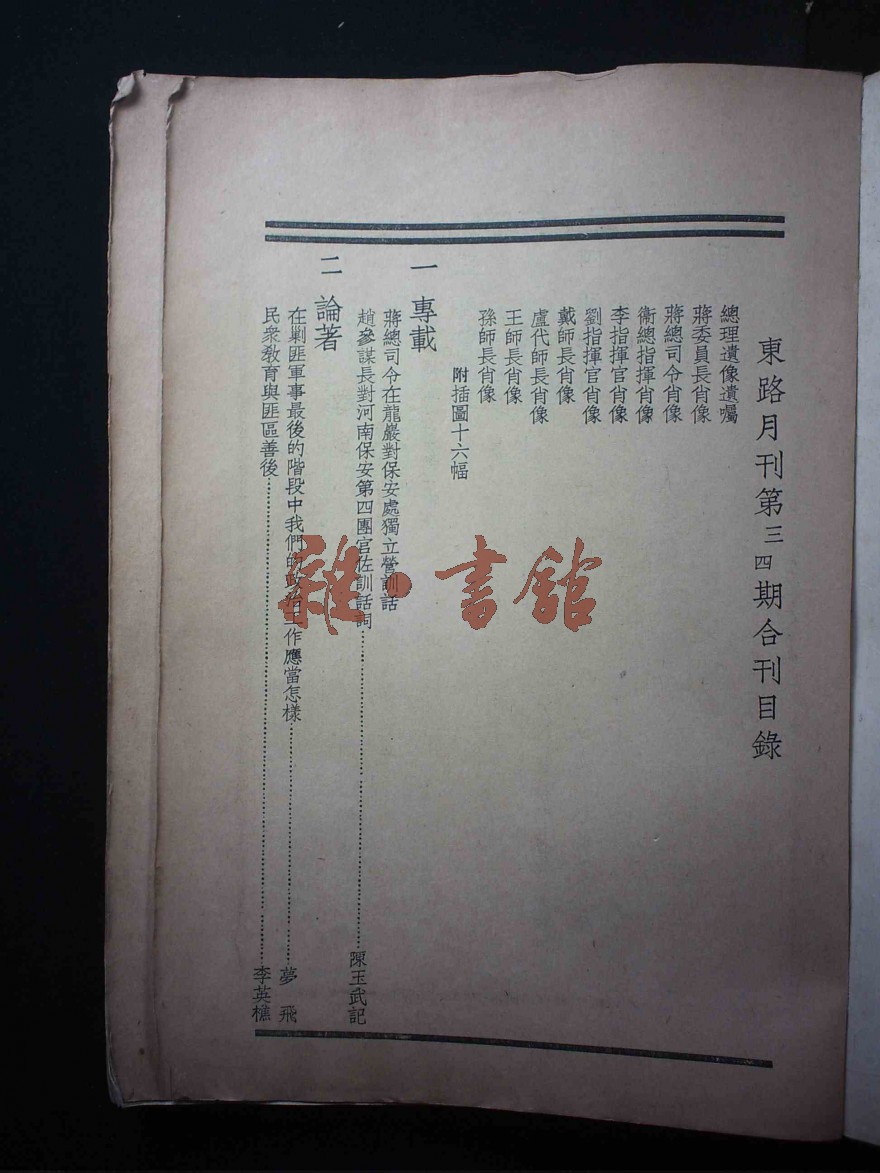 東路月刊第三四期合刊目錄
總理遺像遺囑
蔣委員長肖像
蔣總司令肖像
衛總指揮肖像
李指揮官肖像
劉指揮官肖像
戴師長肖像
盧代師長肖像
王師長肖像
孫師長肖像
附插圖十六幅
一 專載
蔣總司令在龍巖對保安處獨立營訓話
趙參謀長對河南保安第四團官佐訓話詞……陳玉武記
二 論著
在剿匪軍事最後的階段中我們的政治工作應當怎樣……夢 飛
民衆敎育與匪區善後……李英樵
雜·書館